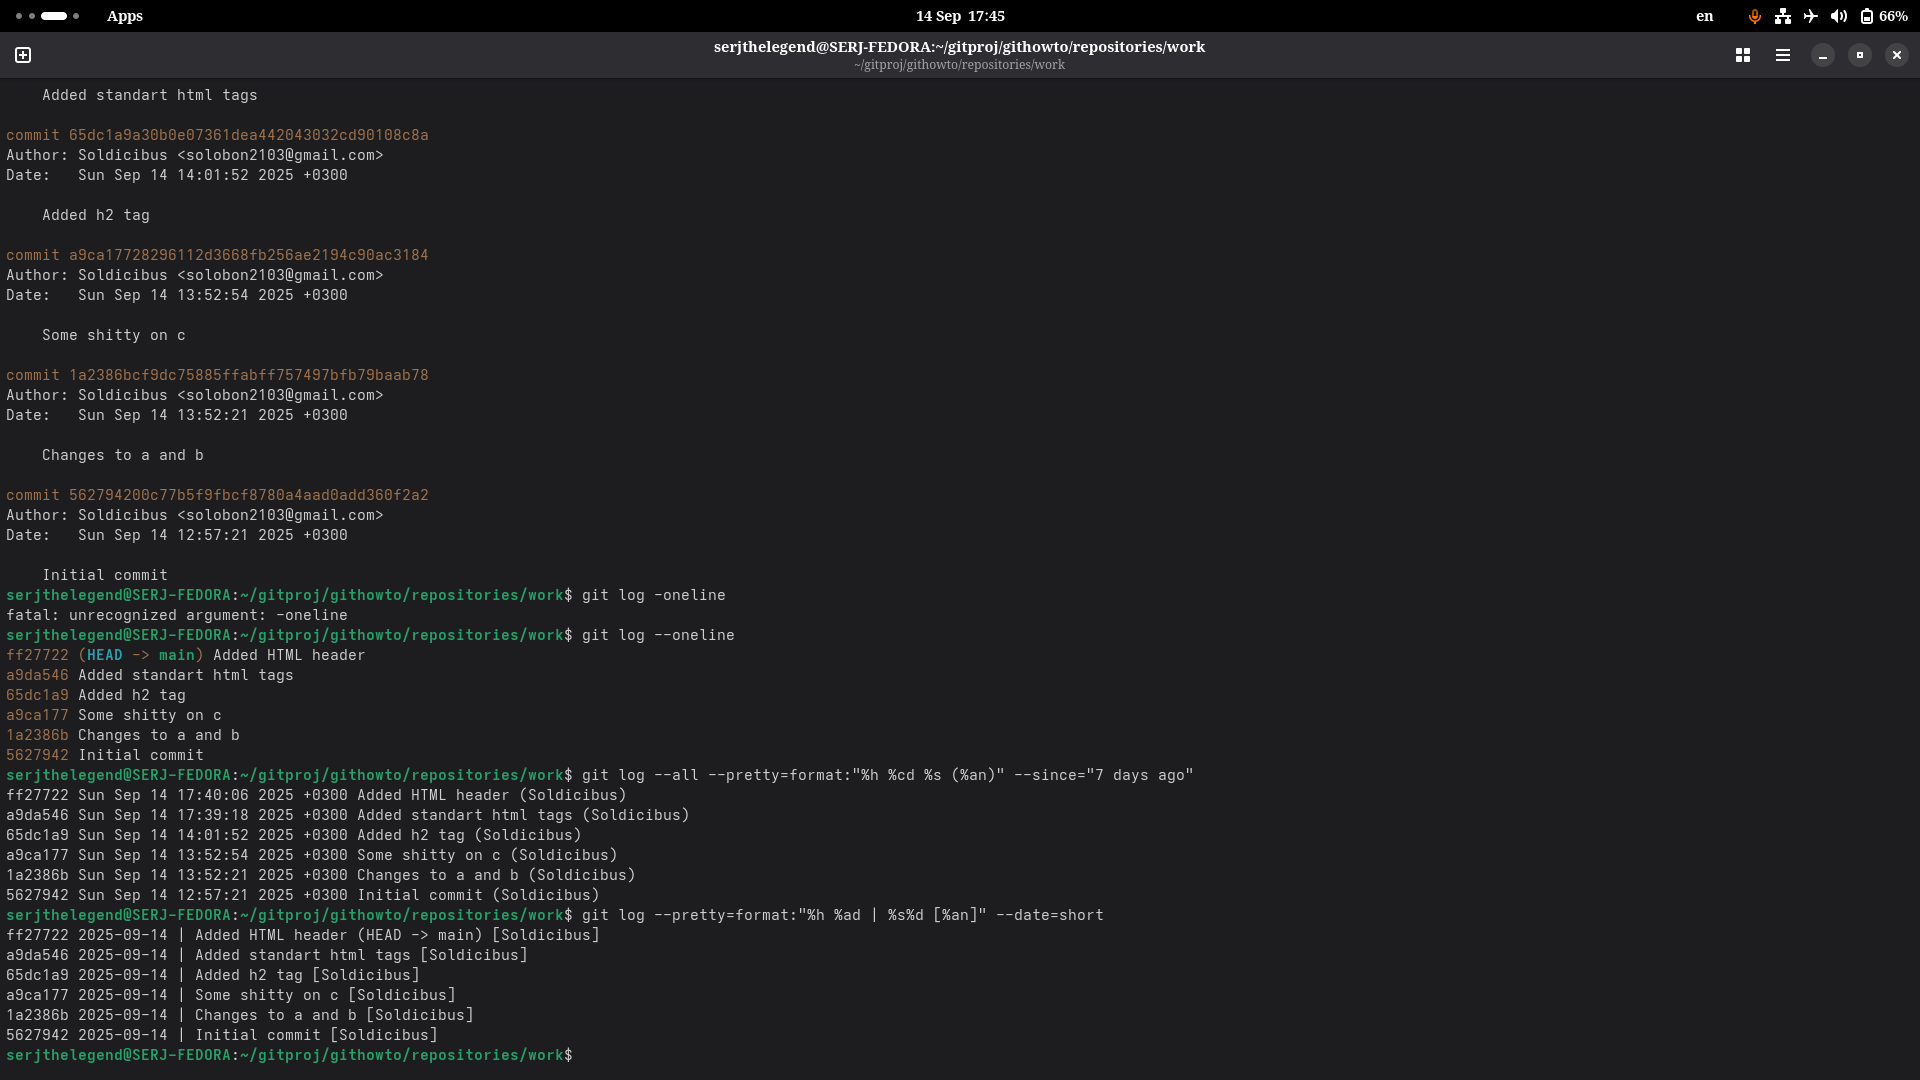 Apps
14 Sep 17:45
en
66%
serjthelegend@SERJ-FEDORA:~/gitproj/githowto/repositories/work
~/gitproj/githowto/repositories/work
Added standart html tags
commit 65dc1a9a30b0e07361dea442043032cd90108c8a
Author: Soldicibus <solobon2103@gmail.com>
Date:   Sun Sep 14 14:01:52 2025 +0300
Added h2 tag
commit a9ca17728296112d3668fb256ae2194c90ac3184
Author: Soldicibus <solobon2103@gmail.com>
Date:   Sun Sep 14 13:52:54 2025 +0300
Some shitty on c
commit 1a2386bcf9dc75885ffabff757497bfb79baab78
Author: Soldicibus <solobon2103@gmail.com>
Date:   Sun Sep 14 13:52:21 2025 +0300
Changes to a and b
commit 562794200c77b5f9fbcf8780a4aad0add360f2a2
Author: Soldicibus <solobon2103@gmail.com>
Date:   Sun Sep 14 12:57:21 2025 +0300
Initial commit
serjthelegend@SERJ-FEDORA:~/gitproj/githowto/repositories/work$ git log -oneline
fatal: unrecognized argument: -oneline
serjthelegend@SERJ-FEDORA:~/gitproj/githowto/repositories/work$ git log --oneline
ff27722 (HEAD -> main) Added HTML header
a9da546 Added standart html tags
65dc1a9 Added h2 tag
a9ca177 Some shitty on c
1a2386b Changes to a and b
5627942 Initial commit
serjthelegend@SERJ-FEDORA:~/gitproj/githowto/repositories/work$ git log --all --pretty=format:"%h %cd %s (%an)" --since="7 days ago"
ff27722 Sun Sep 14 17:40:06 2025 +0300 Added HTML header (Soldicibus)
a9da546 Sun Sep 14 17:39:18 2025 +0300 Added standart html tags (Soldicibus)
65dc1a9 Sun Sep 14 14:01:52 2025 +0300 Added h2 tag (Soldicibus)
a9ca177 Sun Sep 14 13:52:54 2025 +0300 Some shitty on c (Soldicibus)
1a2386b Sun Sep 14 13:52:21 2025 +0300 Changes to a and b (Soldicibus)
5627942 Sun Sep 14 12:57:21 2025 +0300 Initial commit (Soldicibus)
serjthelegend@SERJ-FEDORA:~/gitproj/githowto/repositories/work$ git log --pretty=format:"%h %ad | %s%d [%an]" --date=short
ff27722 2025-09-14 | Added HTML header (HEAD -> main) [Soldicibus]
a9da546 2025-09-14 | Added standart html tags [Soldicibus]
65dc1a9 2025-09-14 | Added h2 tag [Soldicibus]
a9ca177 2025-09-14 | Some shitty on c [Soldicibus]
1a2386b 2025-09-14 | Changes to a and b [Soldicibus]
5627942 2025-09-14 | Initial commit [Soldicibus]
serjthelegend@SERJ-FEDORA:~/gitproj/githowto/repositories/work$